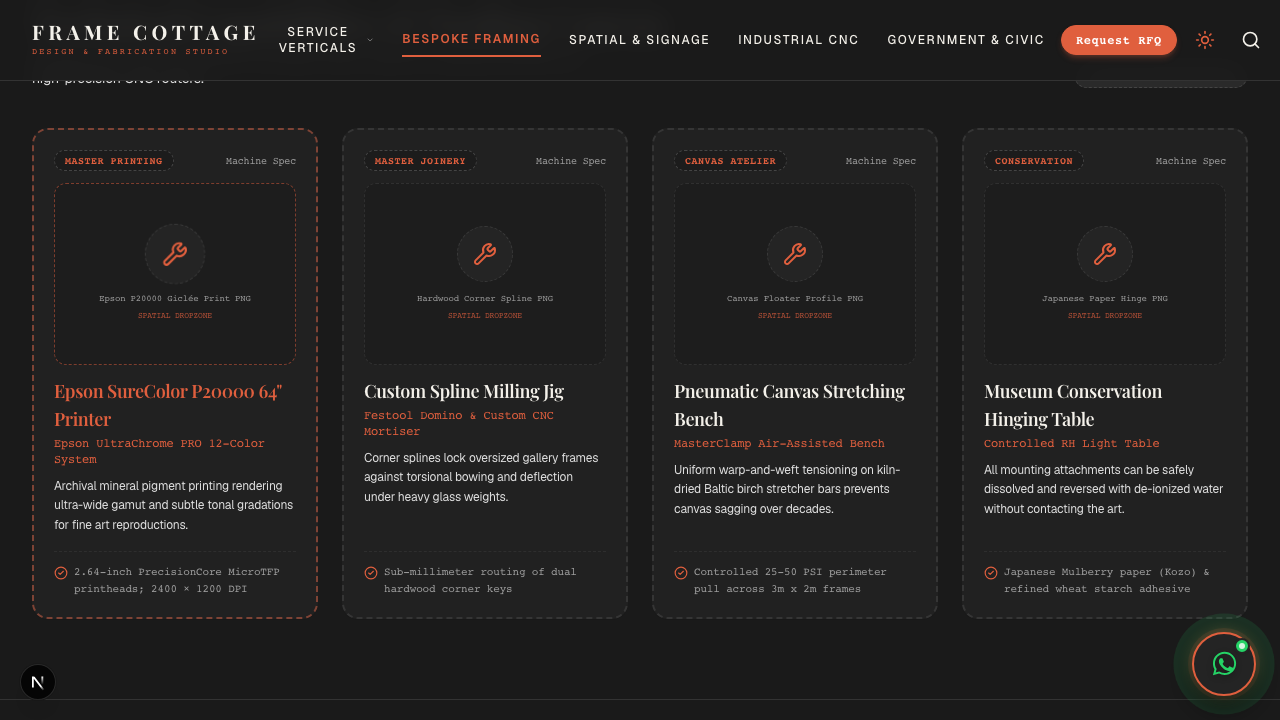 FRAME COTTAGE
DESIGN & FABRICATION STUDIO
SERVICE
VERTICALS
BESPOKE FRAMING
SPATIAL & SIGNAGE
INDUSTRIAL CNC
GOVERNMENT & CIVIC
Request RFQ
MASTER PRINTING
Machine Spec
Epson P20000 Giclée Print PNG
SPATIAL DROPZONE
Epson SureColor P20000 64"
Printer
Epson UltraChrome PRO 12-Color
System
Archival mineral pigment printing rendering
ultra-wide gamut and subtle tonal gradations
for fine art reproductions.
2.64-inch PrecisionCore MicroTFP
printheads; 2400 × 1200 DPI
MASTER JOINERY
Machine Spec
Hardwood Corner Spline PNG
SPATIAL DROPZONE
Custom Spline Milling Jig
Festool Domino & Custom CNC
Mortiser
Corner splines lock oversized gallery frames
against torsional bowing and deflection
under heavy glass weights.
Sub-millimeter routing of dual
hardwood corner keys
CANVAS ATELIER
Machine Spec
Canvas Floater Profile PNG
SPATIAL DROPZONE
Pneumatic Canvas Stretching
Bench
MasterClamp Air-Assisted Bench
Uniform warp-and-weft tensioning on kiln-
dried Baltic birch stretcher bars prevents
canvas sagging over decades.
Controlled 25-50 PSI perimeter
pull across 3m x 2m frames
CONSERVATION
Machine Spec
Japanese Paper Hinge PNG
SPATIAL DROPZONE
Museum Conservation
Hinging Table
Controlled RH Light Table
All mounting attachments can be safely
dissolved and reversed with de-ionized water
without contacting the art.
Japanese Mulberry paper (Kozo) &
refined wheat starch adhesive